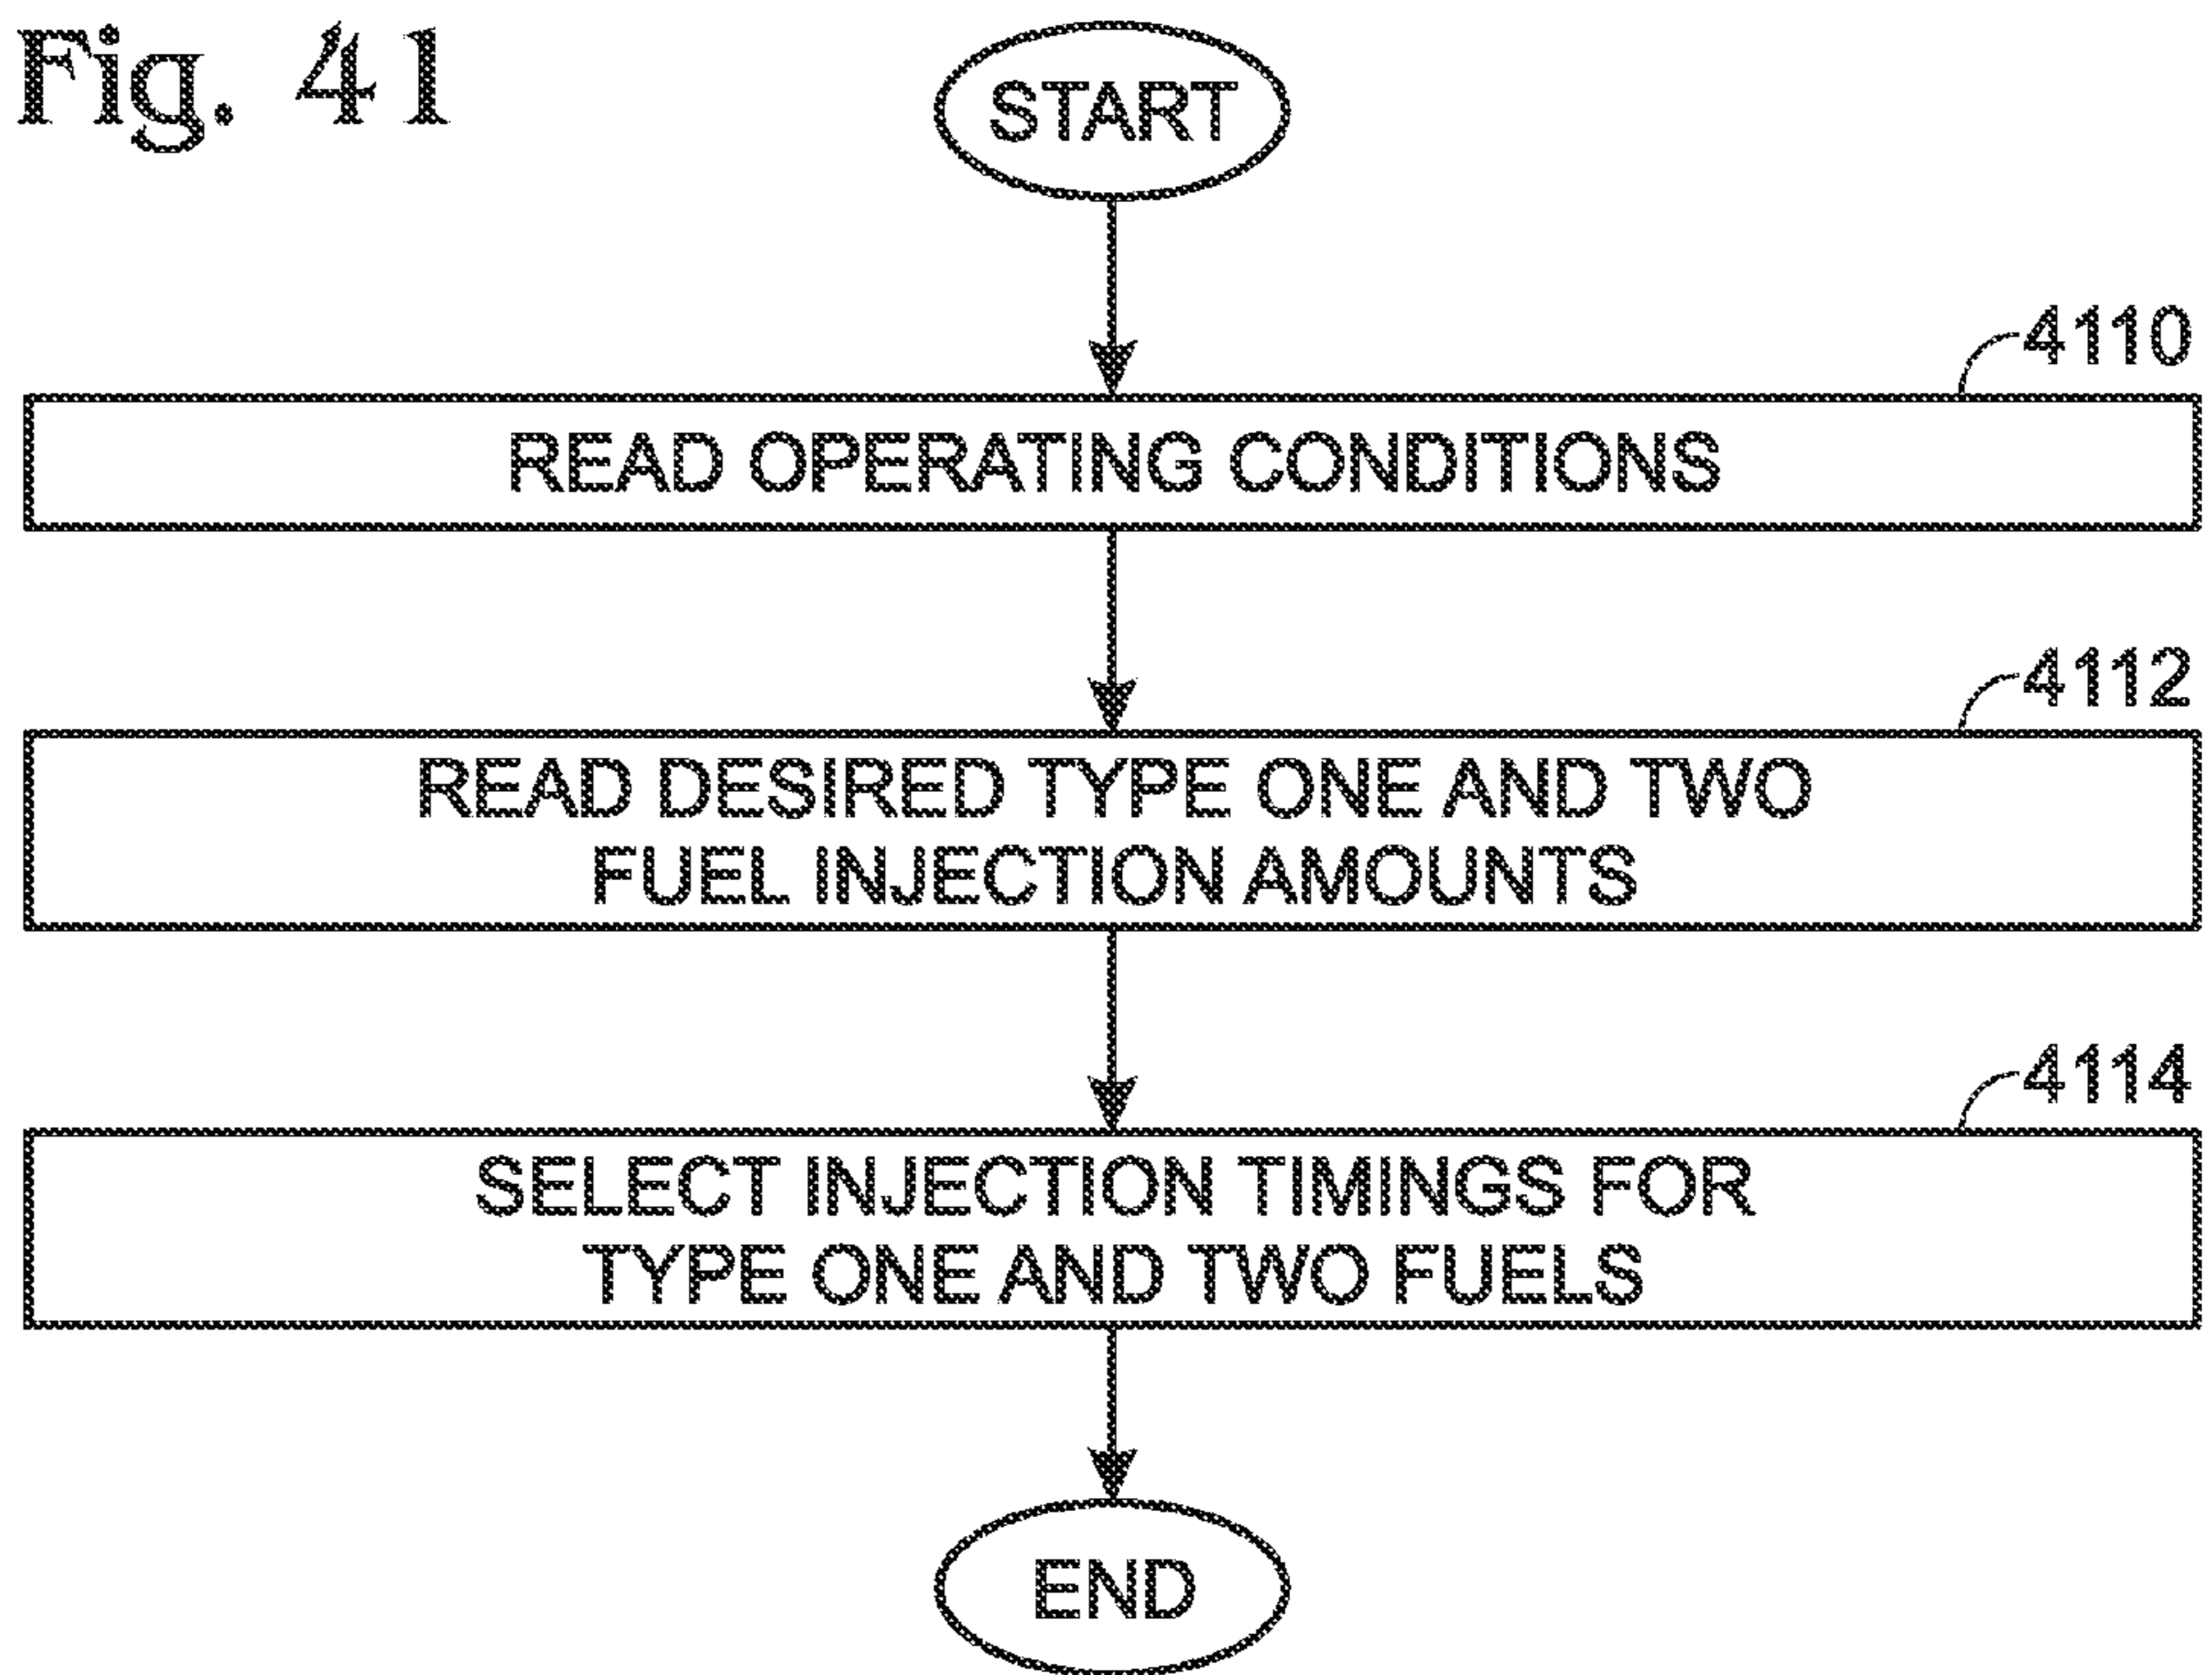 Fig. 41
START
4110
READ OPERATING CONDITIONS
4112
READ DESIRED TYPE ONE AND TWO
FUEL INJECTION AMOUNTS
4114
SELECT INJECTION TIMINGS FOR
TYPE ONE AND TWO FUELS
END